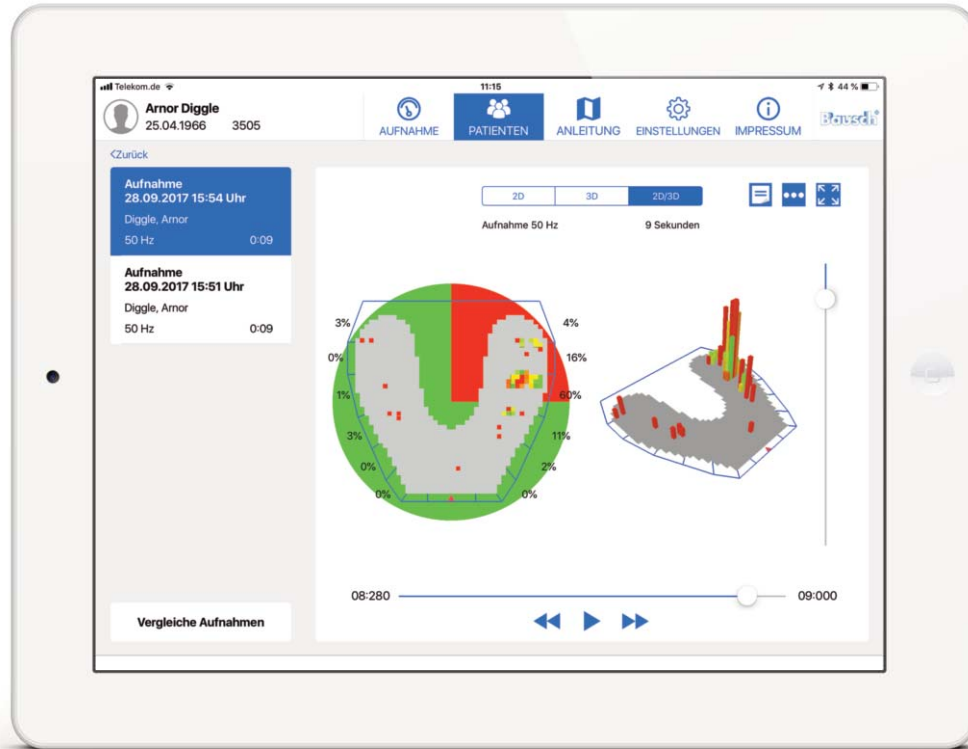 Telekom.de
11:15
44 %
Arnor Diggle
25.04.1966 3505
AUFNAHME
PATIENTEN
ANLEITUNG
EINSTELLUNGEN
IMPRESSUM
Bausch®
<Zurück
Aufnahme
28.09.2017 15:54 Uhr
Diggle, Arnor
50 Hz 0:09
Aufnahme
28.09.2017 15:51 Uhr
Diggle, Arnor
50 Hz 0:09
Vergleiche Aufnahmen
2D 3D 2D/3D
Aufnahme 50 Hz 9 Sekunden
3% 4%
0% 16%
1% 60%
3% 11%
0% 2%
0% 0%
08:280 09:000